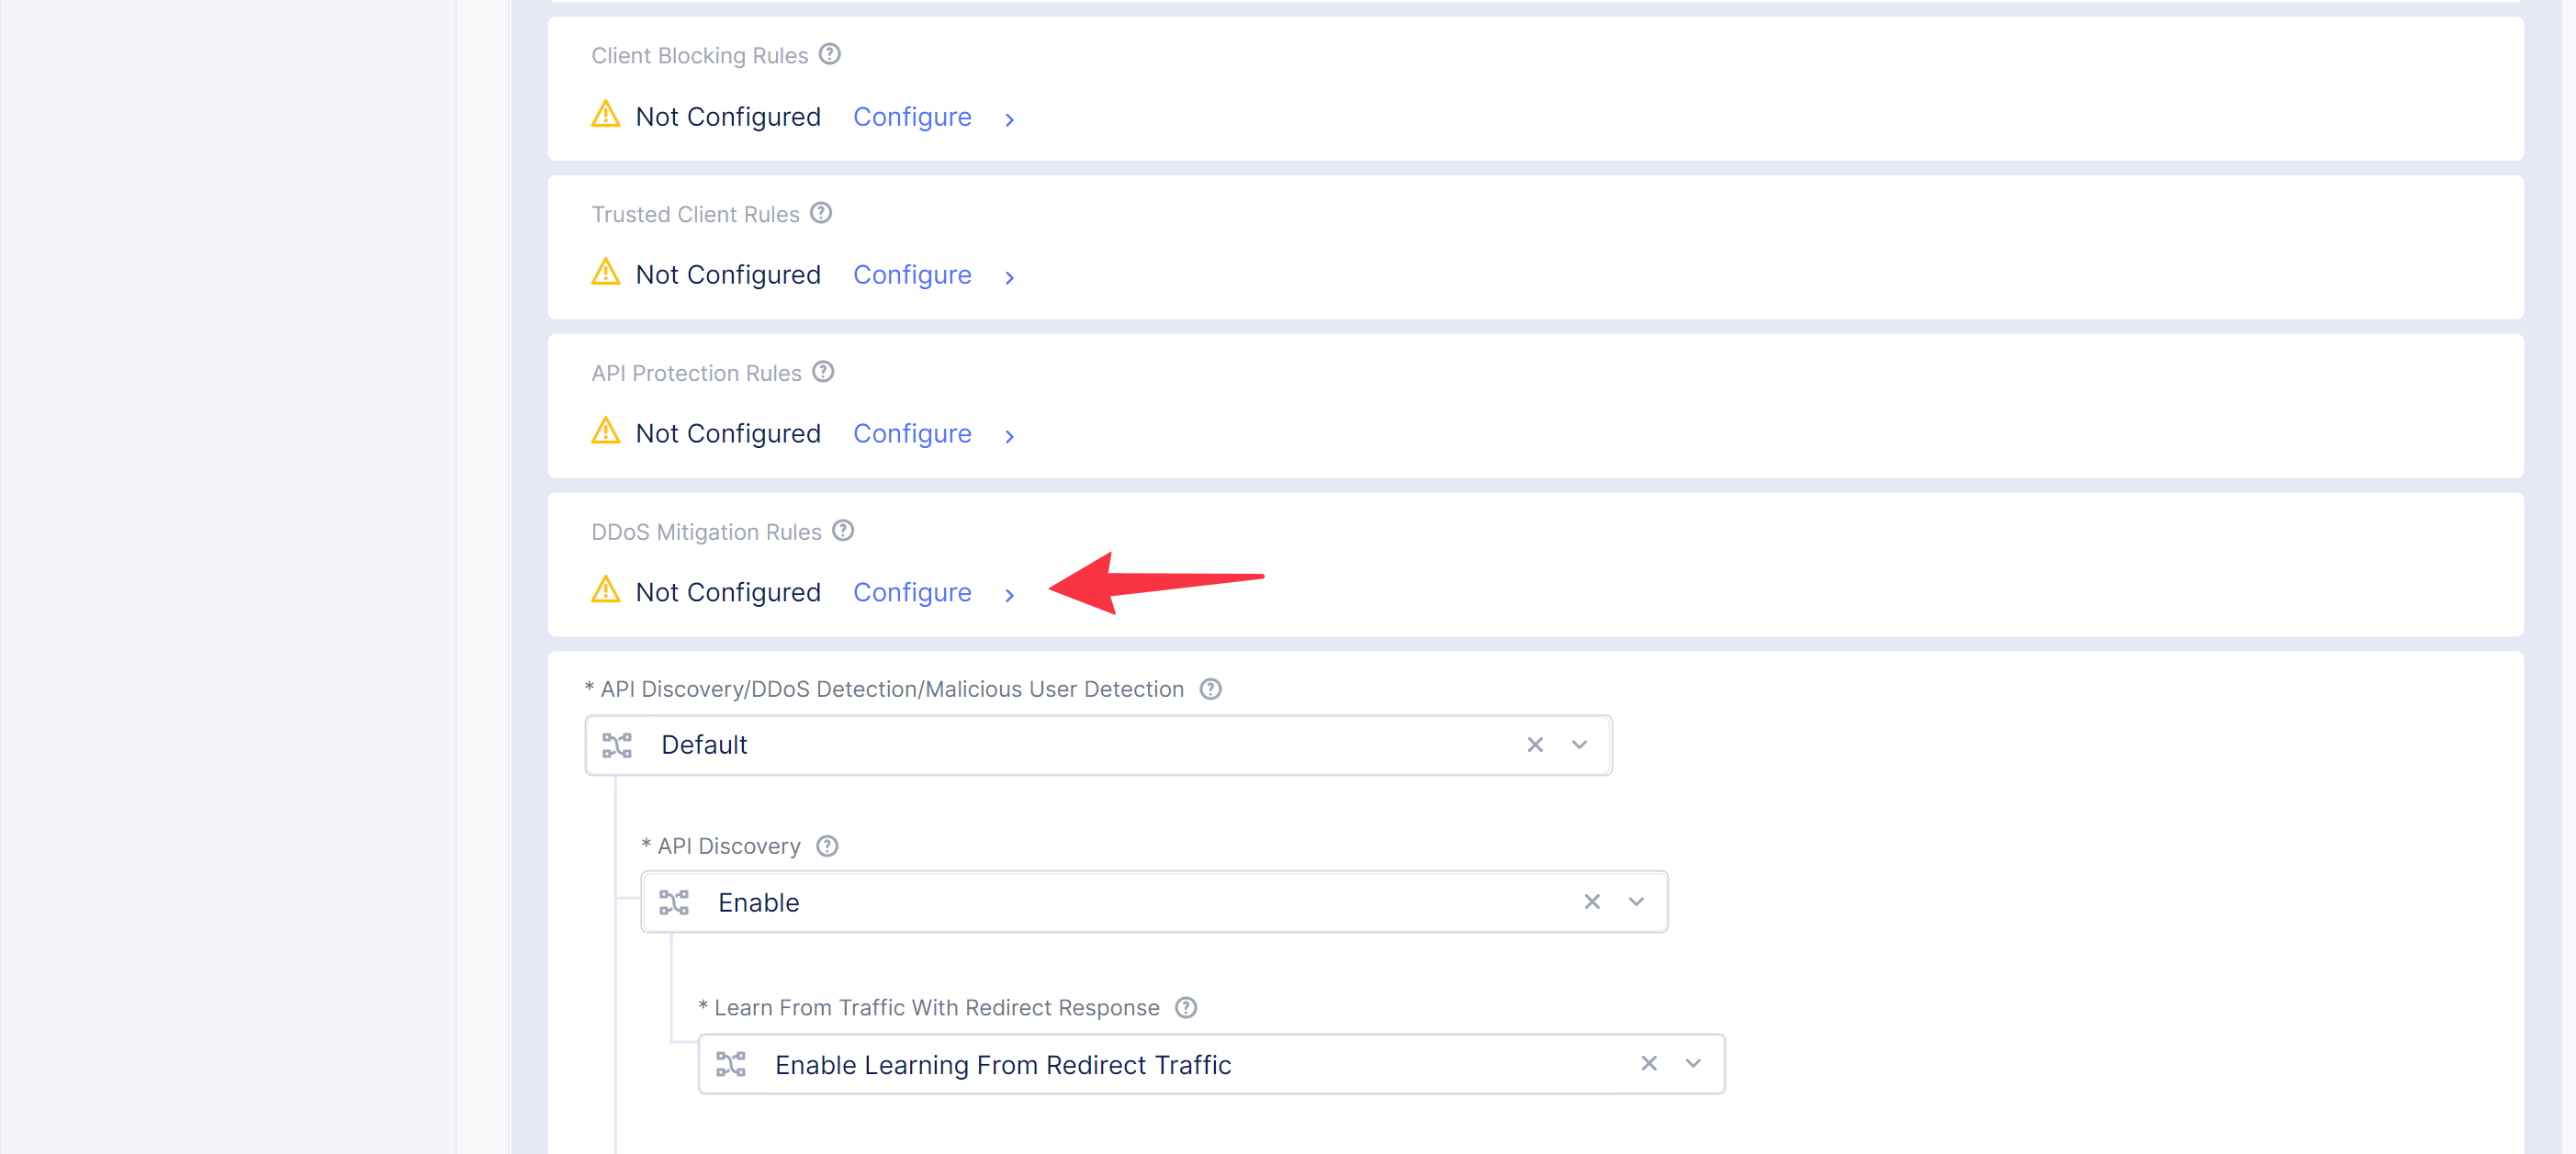 Client Blocking Rules
Not Configured Configure
Trusted Client Rules
Not Configured Configure
API Protection Rules
Not Configured Configure
DDoS Mitigation Rules
Not Configured Configure
* API Discovery/DDoS Detection/Malicious User Detection
Default
* API Discovery
Enable
* Learn From Traffic With Redirect Response
Enable Learning From Redirect Traffic